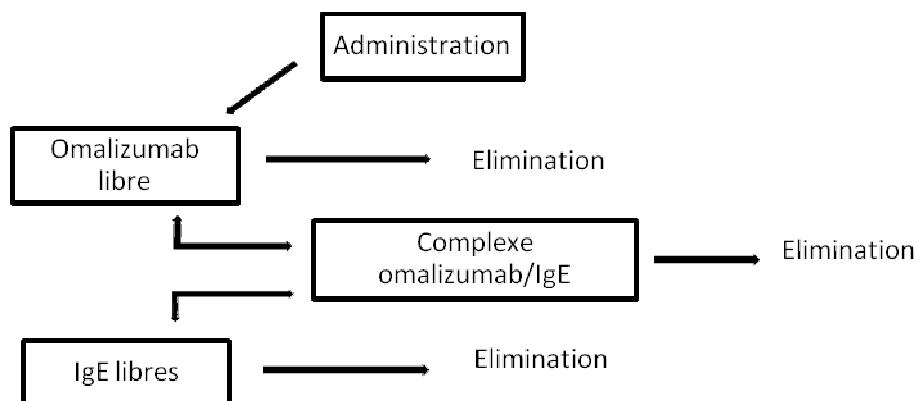 Administration
Omalizumab
libre
Elimination
Complexe
omalizumab/IgE
Elimination
IgE libres
Elimination